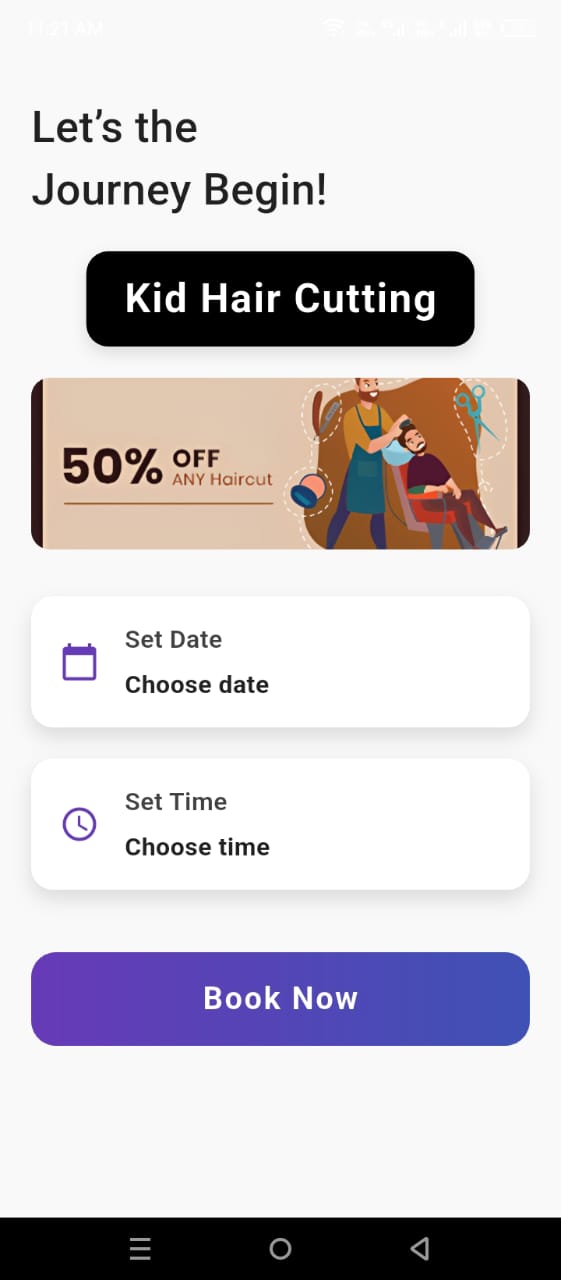 11:21 AM
Let’s the
Journey Begin!
Kid Hair Cutting
50% OFF
ANY Haircut
Set Date
Choose date
Set Time
Choose time
Book Now